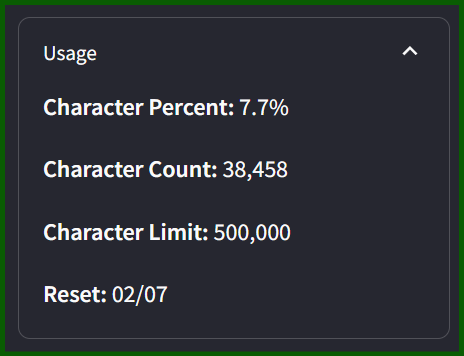 Usage
Character Percent: 7.7%
Character Count: 38,458
Character Limit: 500,000
Reset: 02/07